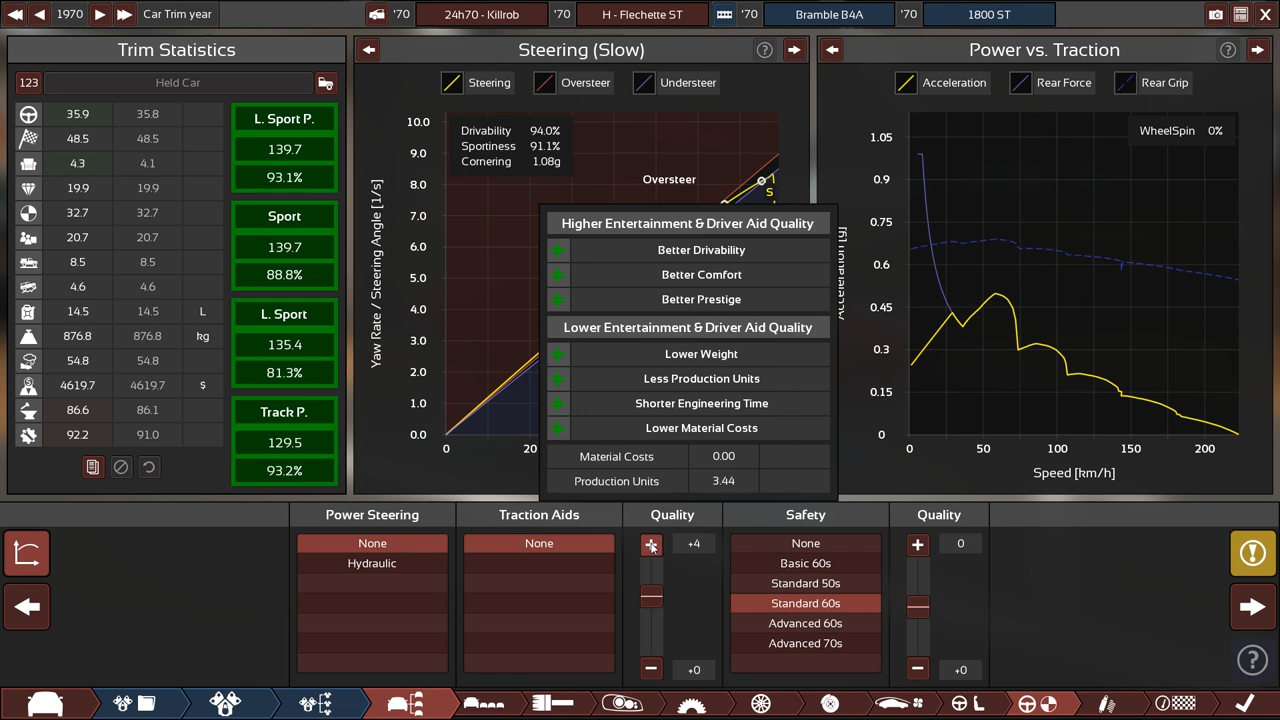 1970
Car Trim year
'70
24h70 - Killrob
'70
H - Flechette ST
'70
Bramble B4A
'70
1800 ST
Trim Statistics
123
Held Car
35.9 35.8
48.5 48.5
4.3 4.1
19.9 19.9
32.7 32.7
20.7 20.7
8.5 8.5
4.6 4.6
14.5 14.5 L
876.8 876.8 kg
54.8 54.8
4619.7 4619.7 $
86.6 86.1
92.2 91.0
L. Sport P.
139.7
93.1%
Sport
139.7
88.8%
L. Sport
135.4
81.3%
Track P.
129.5
93.2%
Steering (Slow)
?
Steering
Oversteer
Understeer
Drivability 94.0%
Sportiness 91.1%
Cornering 1.08g
Oversteer
S
Yaw Rate / Steering Angle [1/s]
10.0
9.0
8.0
7.0
6.0
5.0
4.0
3.0
2.0
1.0
0.0
0
20
Higher Entertainment & Driver Aid Quality
Better Drivability
Better Comfort
Better Prestige
Lower Entertainment & Driver Aid Quality
Lower Weight
Less Production Units
Shorter Engineering Time
Lower Material Costs
Material Costs 0.00
Production Units 3.44
Power vs. Traction
?
Acceleration
Rear Force
Rear Grip
WheelSpin 0%
1.05
0.9
0.75
0.6
0.45
0.3
0.15
0
0 50 100 150 200
Speed [km/h]
Power Steering
None
Hydraulic
Traction Aids
None
Quality
+4
+0
Safety
None
Basic 60s
Standard 50s
Standard 60s
Advanced 60s
Advanced 70s
Quality
0
+0
?